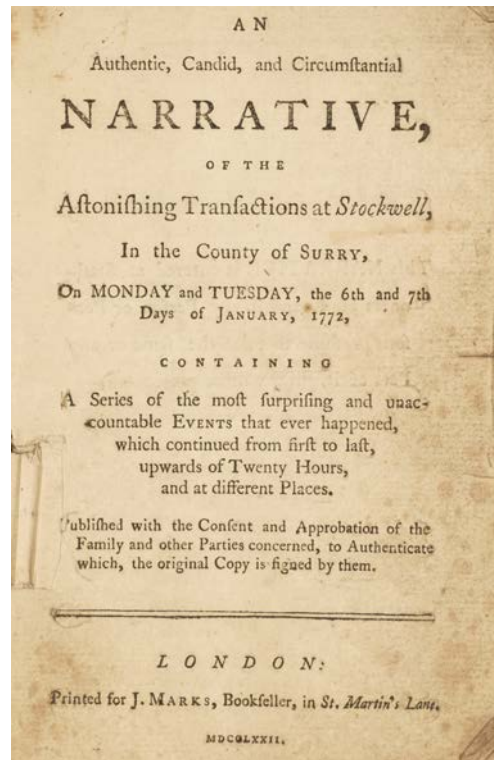 AN
Authentic, Candid, and Circumſtantial
NARRATIVE,
OF THE
Aſtoniſhing Tranſactions at Stockwell,
In the County of SURRY,
On MONDAY and TUESDAY, the 6th and 7th
Days of JANUARY, 1772,
CONTAINING
A Series of the moſt ſurpriſing and unac-
countable EVENTS that ever happened,
which continued from firſt to laſt,
upwards of Twenty Hours,
and at different Places.
Publiſhed with the Conſent and Approbation of the
Family and other Parties concerned, to Authenticate
which, the original Copy is ſigned by them.
LONDON:
Printed for J. MARKS, Bookſeller, in St. Martin's Lane.
MDCCLXXII.